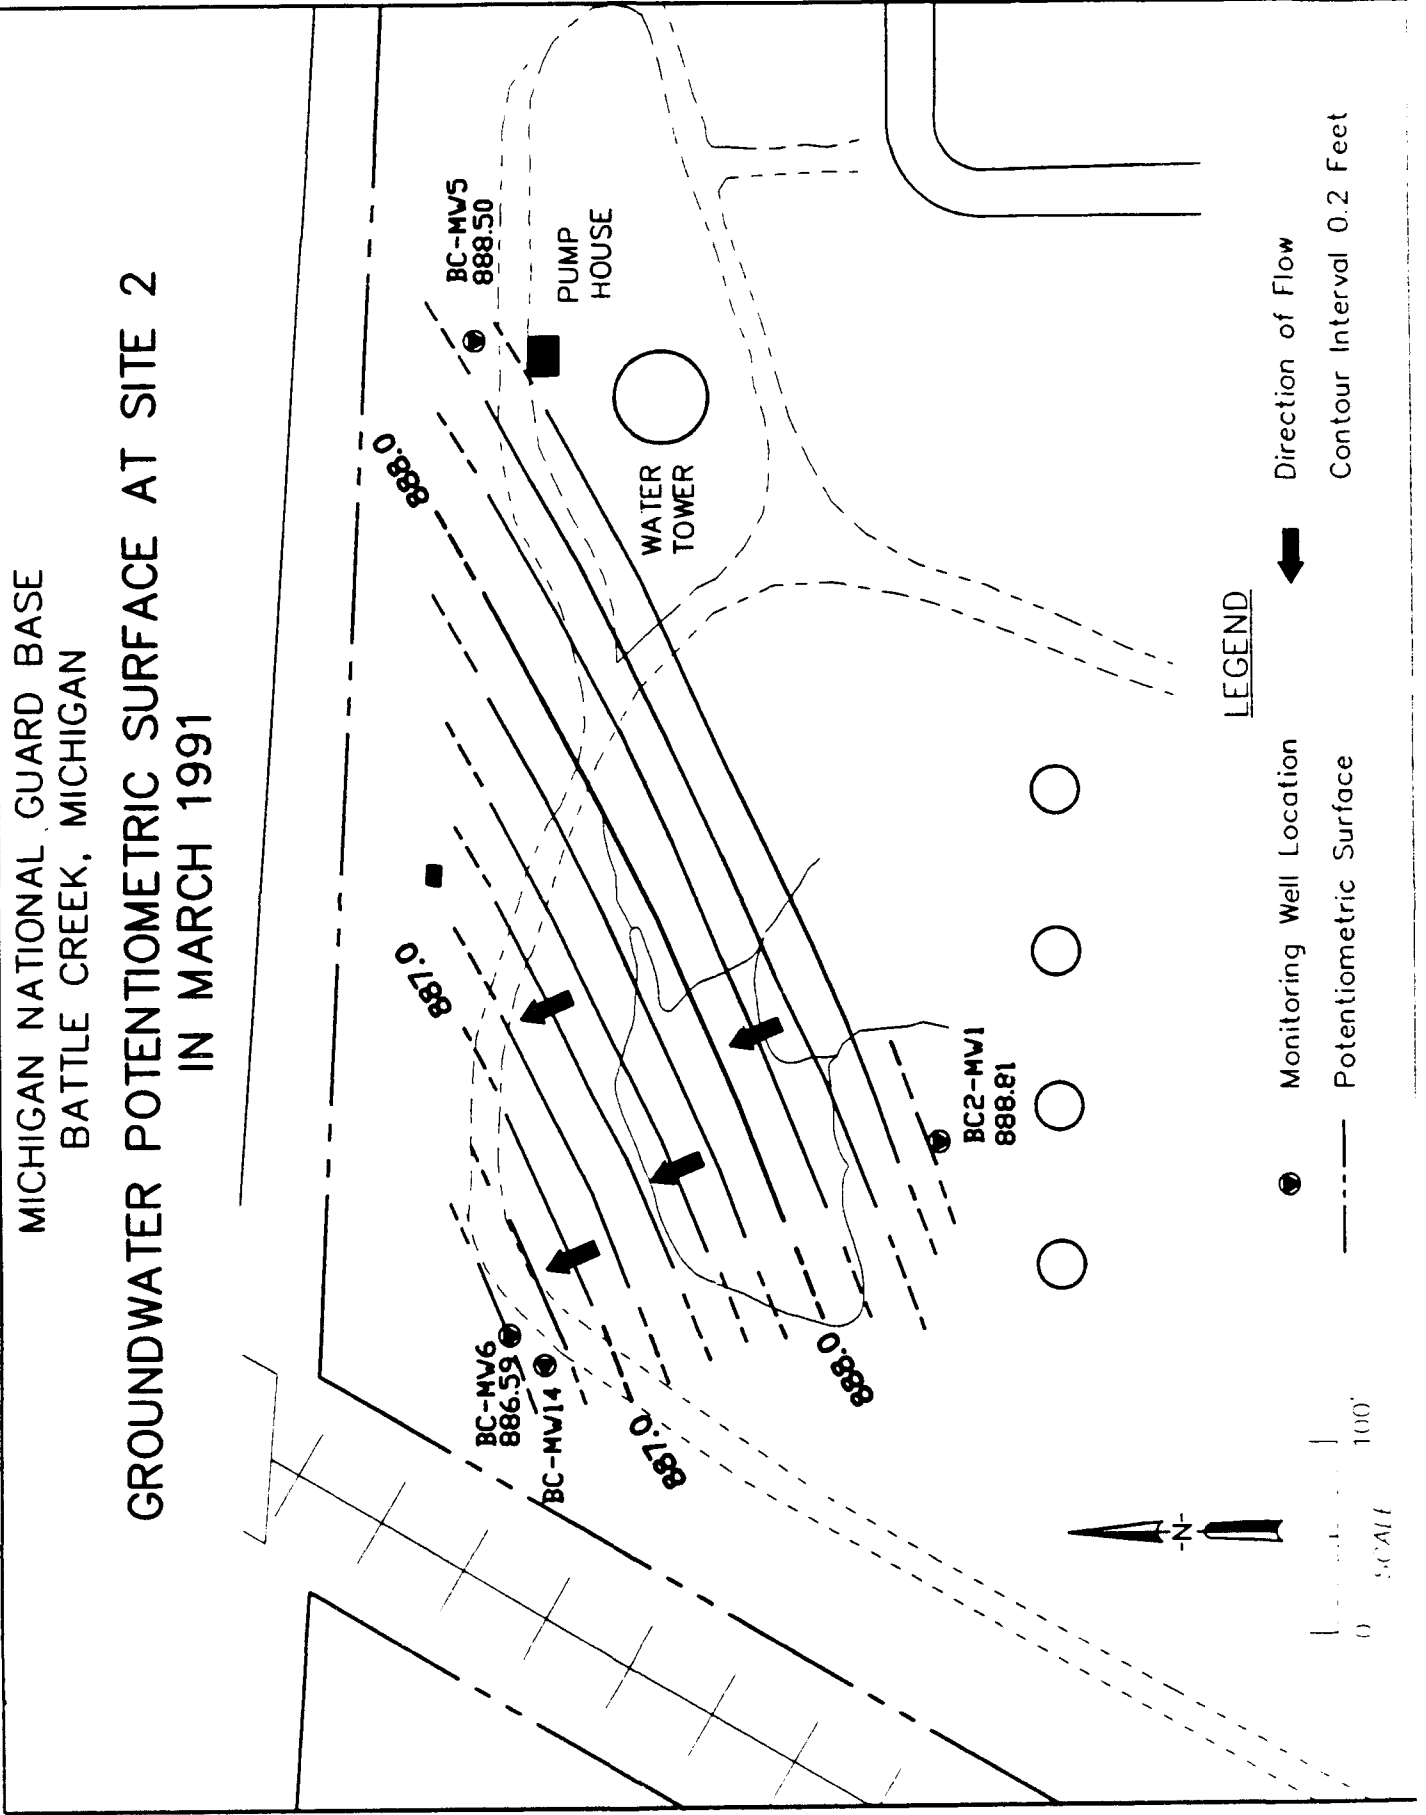 MICHIGAN NATIONAL GUARD BASE
BATTLE CREEK, MICHIGAN
GROUNDWATER POTENTIOMETRIC SURFACE AT SITE 2
IN MARCH 1991
888.0
887.0
BC-MW5
888.50
PUMP
HOUSE
WATER
TOWER
BC-MW6
886.59
BC-MW14
887.0
888.0
BC2-MW1
888.81
-N-
0 100'
SCALE
LEGEND
Monitoring Well Location
Potentiometric Surface
Direction of Flow
Contour Interval 0.2 Feet